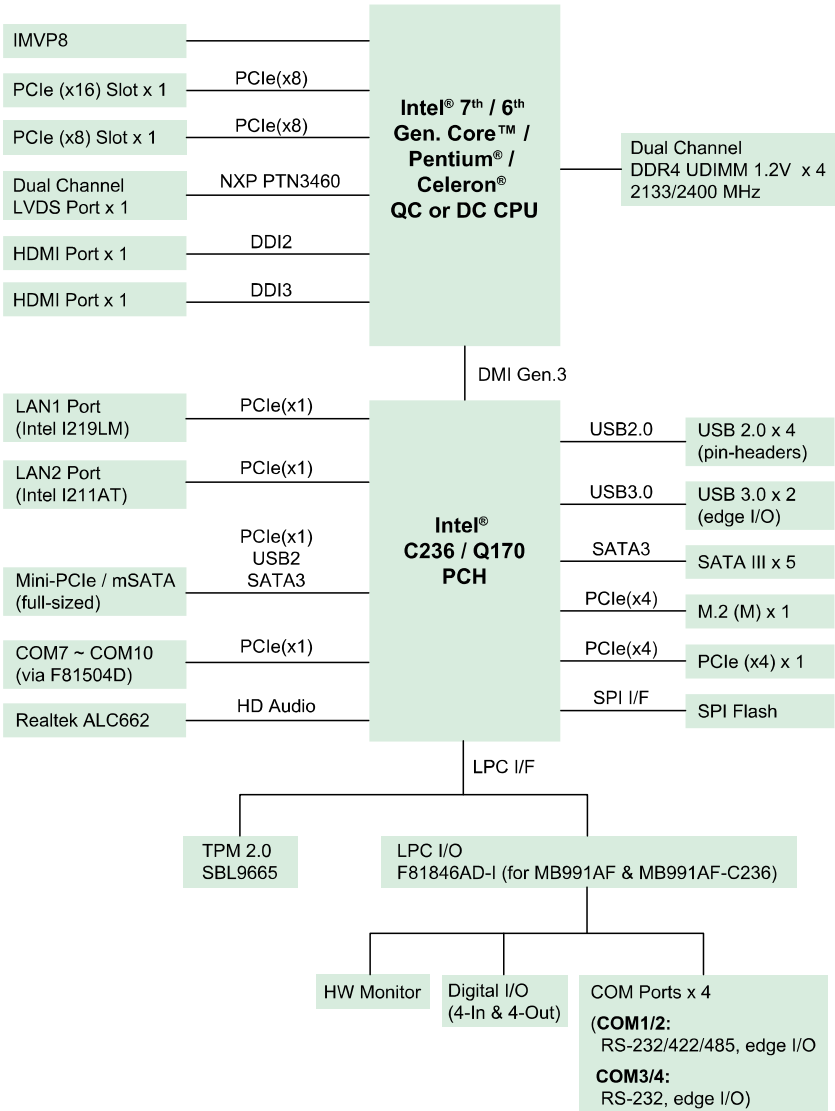 IMVP8
PCIe (x16) Slot x 1
PCIe(x8)
PCIe (x8) Slot x 1
PCIe(x8)
Dual Channel
LVDS Port x 1
NXP PTN3460
HDMI Port x 1
DDI2
HDMI Port x 1
DDI3
Intel® 7th / 6th
Gen. Core™ /
Pentium® /
Celeron®
QC or DC CPU
Dual Channel
DDR4 UDIMM 1.2V x 4
2133/2400 MHz
DMI Gen.3
LAN1 Port
(Intel I219LM)
PCIe(x1)
LAN2 Port
(Intel I211AT)
PCIe(x1)
Mini-PCIe / mSATA
(full-sized)
PCIe(x1)
USB2
SATA3
COM7 ~ COM10
(via F81504D)
PCIe(x1)
Realtek ALC662
HD Audio
Intel®
C236 / Q170
PCH
USB2.0
USB 2.0 x 4
(pin-headers)
USB3.0
USB 3.0 x 2
(edge I/O)
SATA3
SATA III x 5
PCIe(x4)
M.2 (M) x 1
PCIe(x4)
PCIe (x4) x 1
SPI I/F
SPI Flash
LPC I/F
TPM 2.0
SBL9665
LPC I/O
F81846AD-I (for MB991AF & MB991AF-C236)
HW Monitor
Digital I/O
(4-In & 4-Out)
COM Ports x 4
(COM1/2:
RS-232/422/485, edge I/O
COM3/4:
RS-232, edge I/O)